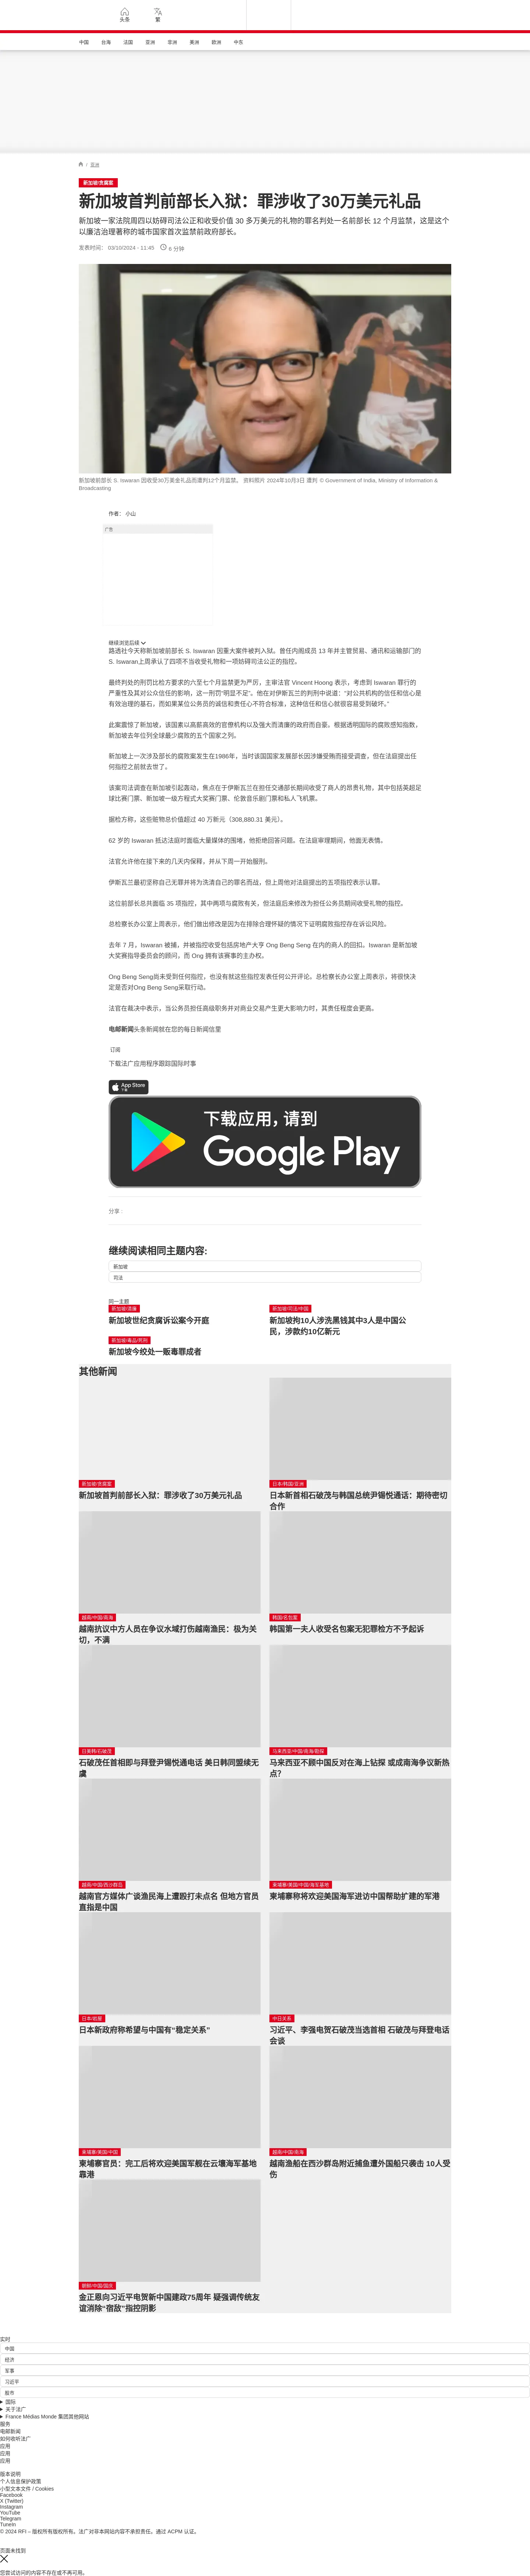 头条
繁
中国
台海
法国
亚洲
非洲
美洲
欧洲
中东
/ 亚洲
新加坡/贪腐案
新加坡首判前部长入狱：罪涉收了30万美元礼品
新加坡一家法院周四以妨碍司法公正和收受价值 30 多万美元的礼物的罪名判处一名前部长 12 个月监禁，这是这个
以廉洁治理著称的城市国家首次监禁前政府部长。
发表时间： 03/10/2024 - 11:45
6 分钟
新加坡前部长 S. Iswaran 因收受30万美金礼品而遭判12个月监禁。 资料照片 2024年10月3日 遭判 © Government of India, Ministry of Information &
Broadcasting
作者： 小山
广告
继续浏览后续
路透社今天称新加坡前部长 S. Iswaran 因重大案件被判入狱。曾任内阁成员 13 年并主管贸易、通讯和运输部门的
S. Iswaran上周承认了四项不当收受礼物和一项妨碍司法公正的指控。
最终判处的刑罚比检方要求的六至七个月监禁更为严厉，主审法官 Vincent Hoong 表示，考虑到 Iswaran 罪行的
严重性及其对公众信任的影响，这一刑罚“明显不足”。他在对伊斯瓦兰的判刑中说道：“对公共机构的信任和信心是
有效治理的基石，而如果某位公务员的诚信和责任心不符合标准，这种信任和信心就很容易受到破坏。”
此案震惊了新加坡，该国素以高薪高效的官僚机构以及强大而清廉的政府而自豪。根据透明国际的腐败感知指数，
新加坡去年位列全球最少腐败的五个国家之列。
新加坡上一次涉及部长的腐败案发生在1986年，当时该国国家发展部长因涉嫌受贿而接受调查，但在法庭提出任
何指控之前就去世了。
该案司法调查在新加坡引起轰动，焦点在于伊斯瓦兰在担任交通部长期间收受了商人的昂贵礼物，其中包括英超足
球比赛门票、新加坡一级方程式大奖赛门票、伦敦音乐剧门票和私人飞机票。
据检方称，这些赃物总价值超过 40 万新元（308,880.31 美元）。
62 岁的 Iswaran 抵达法庭时面临大量媒体的围堵，他拒绝回答问题。在法庭审理期间，他面无表情。
法官允许他在接下来的几天内保释，并从下周一开始服刑。
伊斯瓦兰最初坚称自己无罪并将为洗清自己的罪名而战，但上周他对法庭提出的五项指控表示认罪。
这位前部长总共面临 35 项指控，其中两项与腐败有关，但法庭后来修改为担任公务员期间收受礼物的指控。
总检察长办公室上周表示，他们做出修改是因为在排除合理怀疑的情况下证明腐败指控存在诉讼风险。
去年 7 月，Iswaran 被捕，并被指控收受包括房地产大亨 Ong Beng Seng 在内的商人的回扣。Iswaran 是新加坡
大奖赛指导委员会的顾问，而 Ong 拥有该赛事的主办权。
Ong Beng Seng尚未受到任何指控，也没有就这些指控发表任何公开评论。总检察长办公室上周表示，将很快决
定是否对Ong Beng Seng采取行动。
法官在裁决中表示，当公务员担任高级职务并对商业交易产生更大影响力时，其责任程度会更高。
电邮新闻头条新闻就在您的每日新闻信里
订阅
下载法广应用程序跟踪国际时事
App Store
下载
下载应用，请到
Google Play
分享 :
继续阅读相同主题内容:
新加坡
司法
同一主题
新加坡/清廉
新加坡世纪贪腐诉讼案今开庭
新加坡/司法/中国
新加坡拘10人涉洗黑钱其中3人是中国公
民，涉款约10亿新元
新加坡/毒品/死刑
新加坡今绞处一贩毒罪成者
其他新闻
新加坡/贪腐案
新加坡首判前部长入狱：罪涉收了30万美元礼品
日本/韩国/亚洲
日本新首相石破茂与韩国总统尹锡悦通话：期待密切
合作
越南/中国/南海
越南抗议中方人员在争议水域打伤越南渔民：极为关
切，不满
韩国/名包案
韩国第一夫人收受名包案无犯罪检方不予起诉
日美韩/石破茂
石破茂任首相即与拜登尹锡悦通电话 美日韩同盟续无
虞
马来西亚/中国/南海/勘探
马来西亚不顾中国反对在海上钻探 或成南海争议新热
点？
越南/中国/西沙群岛
越南官方媒体广谈渔民海上遭殴打未点名 但地方官员
直指是中国
柬埔寨/美国/中国/海军基地
柬埔寨称将欢迎美国海军进访中国帮助扩建的军港
日本/岩屋
日本新政府称希望与中国有“稳定关系”
中日关系
习近平、李强电贺石破茂当选首相 石破茂与拜登电话
会谈
柬埔寨/美国/中国
柬埔寨官员：完工后将欢迎美国军舰在云壤海军基地
靠港
越南/中国/南海
越南渔船在西沙群岛附近捕鱼遭外国船只袭击 10人受
伤
朝鲜/中国/国庆
金正恩向习近平电贺新中国建政75周年 疑强调传统友
谊消除“宿敌”指控阴影
实时
中国
经济
军事
习近平
股市
国际
关于法广
France Médias Monde 集团其他网站
服务
电邮新闻
如何收听法广
应用
应用
应用
版本说明
个人信息保护政策
小型文本文件 / Cookies
Facebook
X (Twitter)
Instagram
YouTube
Telegram
TuneIn
© 2024 RFI – 版权所有版权所有。法广对非本网站内容不承担责任。通过 ACPM 认证。
页面未找到
您尝试访问的内容不存在或不再可用。